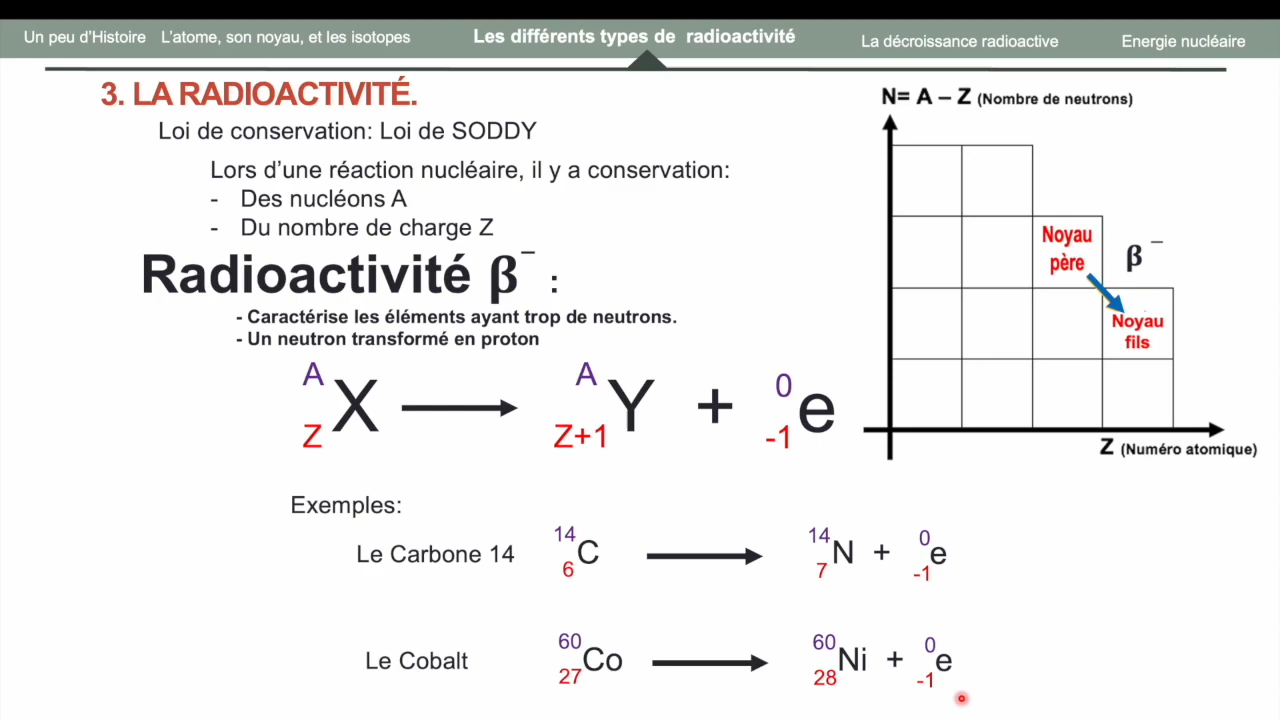 Un peu d'Histoire L'atome, son noyau, et les isotopes Les différents types de radioactivité La décroissance radioactive Energie nucléaire
3. LA RADIOACTIVITÉ.
Loi de conservation: Loi de SODDY
Lors d'une réaction nucléaire, il y a conservation:
- Des nucléons A
- Du nombre de charge Z
Radioactivité β⁻ :
- Caractérise les éléments ayant trop de neutrons.
- Un neutron transformé en proton
A A 0
X → Y + e
Z Z+1 -1
Exemples:
14 14 0
Le Carbone 14 C → N + e
6 7 -1
60 60 0
Le Cobalt Co → Ni + e
27 28 -1
N= A – Z (Nombre de neutrons)
Noyau
père
β⁻
Noyau
fils
Z (Numéro atomique)